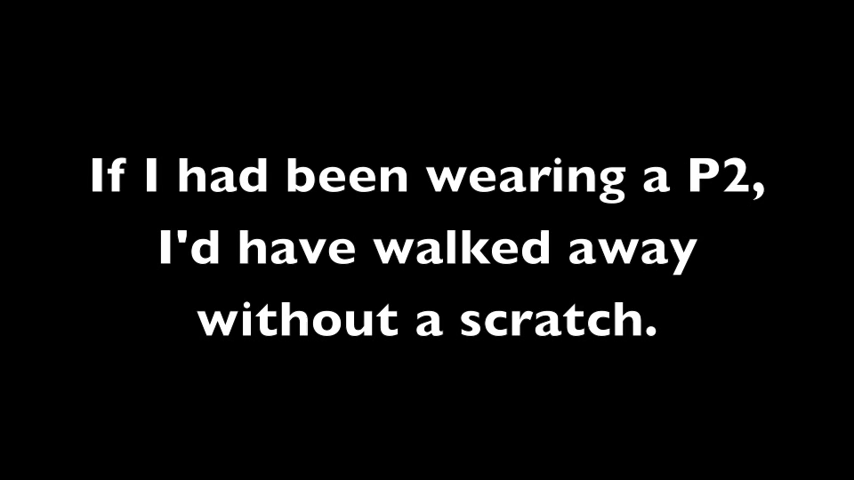 If I had been wearing a P2,
I'd have walked away
without a scratch.